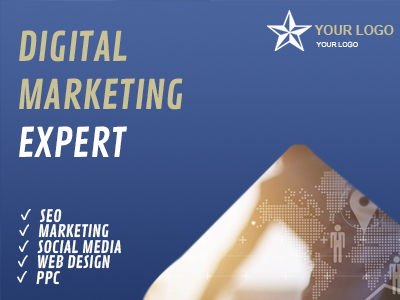 YOUR LOGO
YOUR LOGO
DIGITAL
MARKETING
EXPERT
✓ SEO
✓ MARKETING
✓ SOCIAL MEDIA
✓ WEB DESIGN
✓ PPC